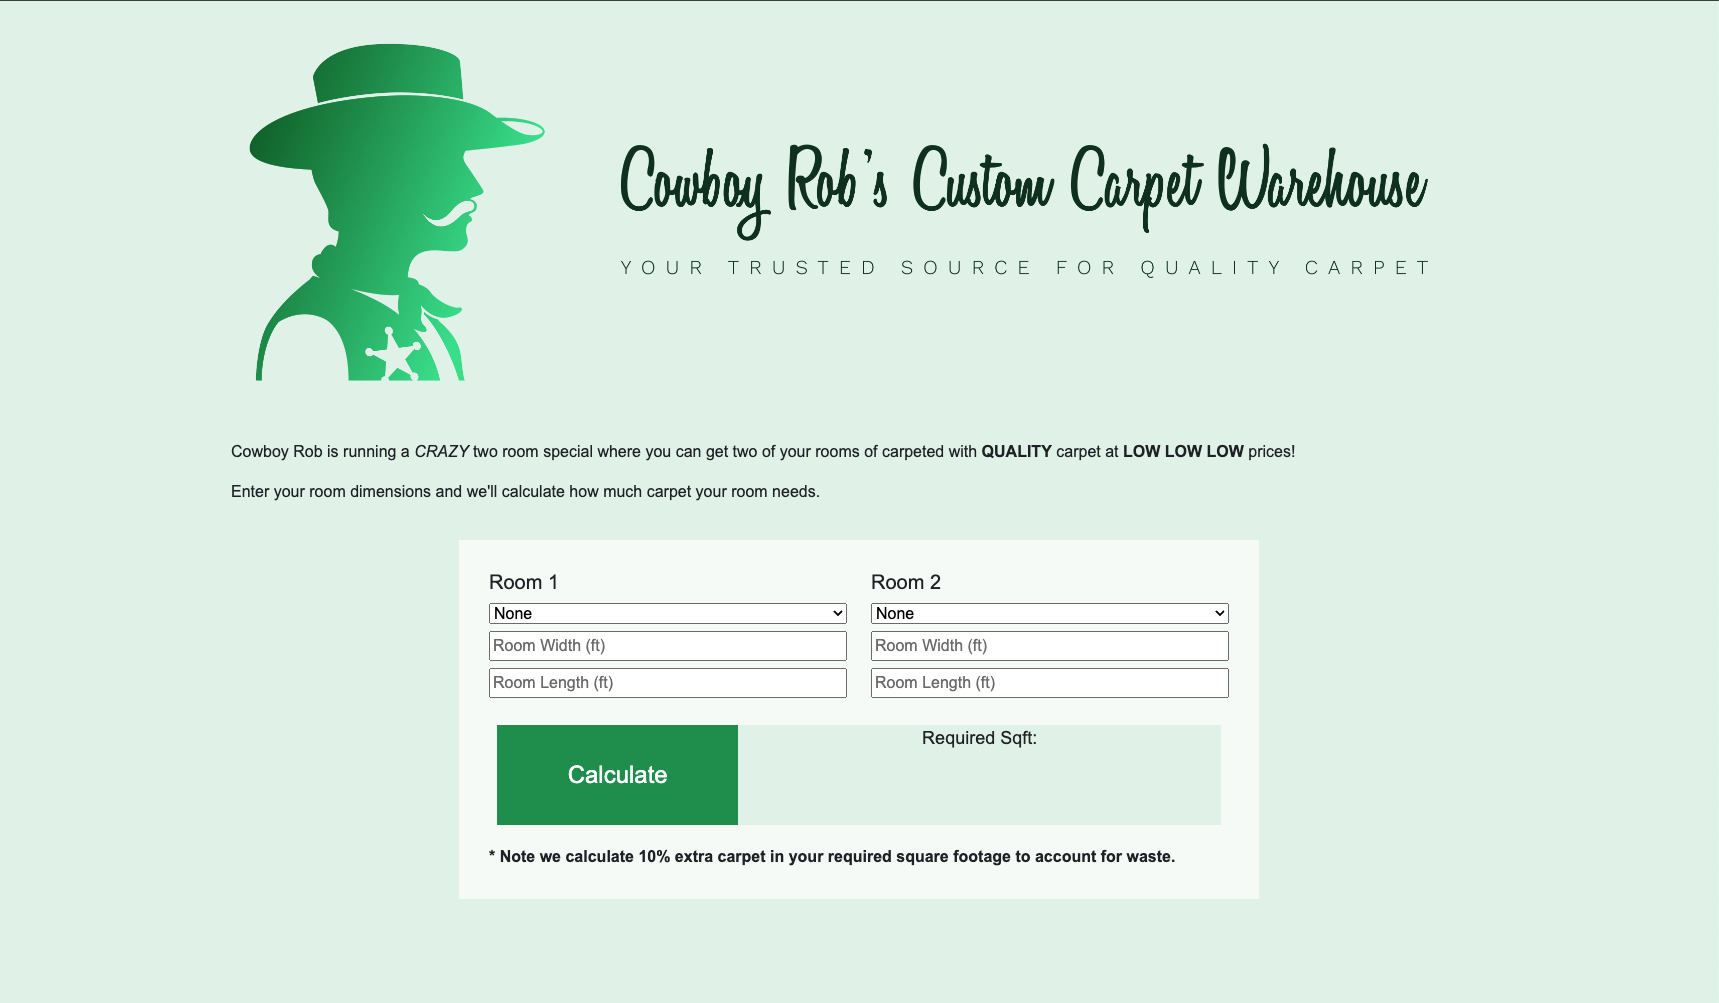 Cowboy Rob's Custom Carpet Warehouse
YOUR TRUSTED SOURCE FOR QUALITY CARPET
Cowboy Rob is running a CRAZY two room special where you can get two of your rooms of carpeted with QUALITY carpet at LOW LOW LOW prices!
Enter your room dimensions and we'll calculate how much carpet your room needs.
Room 1
None
Room Width (ft)
Room Length (ft)
Room 2
None
Room Width (ft)
Room Length (ft)
Calculate
Required Sqft:
* Note we calculate 10% extra carpet in your required square footage to account for waste.